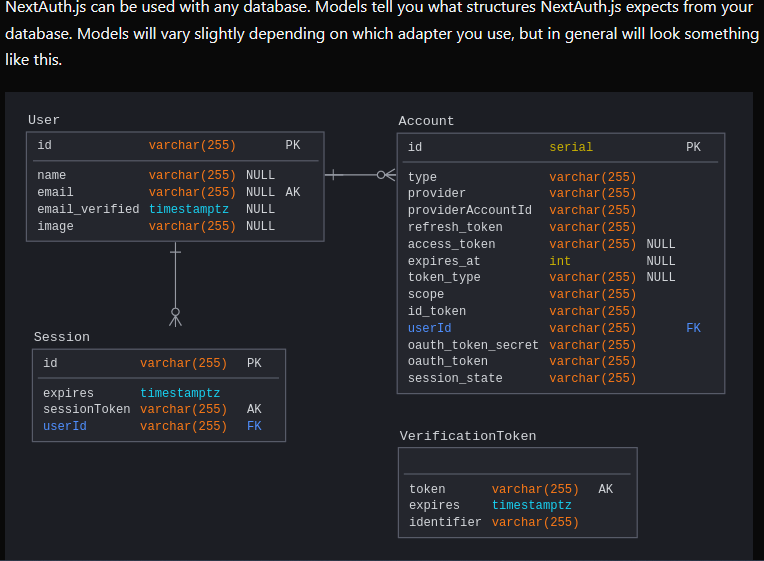 NextAuth.js can be used with any database. Models tell you what structures NextAuth.js expects from your
database. Models will vary slightly depending on which adapter you use, but in general will look something
like this.
User
id varchar(255) PK
name varchar(255) NULL
email varchar(255) NULL AK
email_verified timestamptz NULL
image varchar(255) NULL
Account
id serial PK
type varchar(255)
provider varchar(255)
providerAccountId varchar(255)
refresh_token varchar(255)
access_token varchar(255) NULL
expires_at int NULL
token_type varchar(255) NULL
scope varchar(255)
id_token varchar(255)
userId varchar(255) FK
oauth_token_secret varchar(255)
oauth_token varchar(255)
session_state varchar(255)
Session
id varchar(255) PK
expires timestamptz
sessionToken varchar(255) AK
userId varchar(255) FK
VerificationToken
token varchar(255) AK
expires timestamptz
identifier varchar(255)